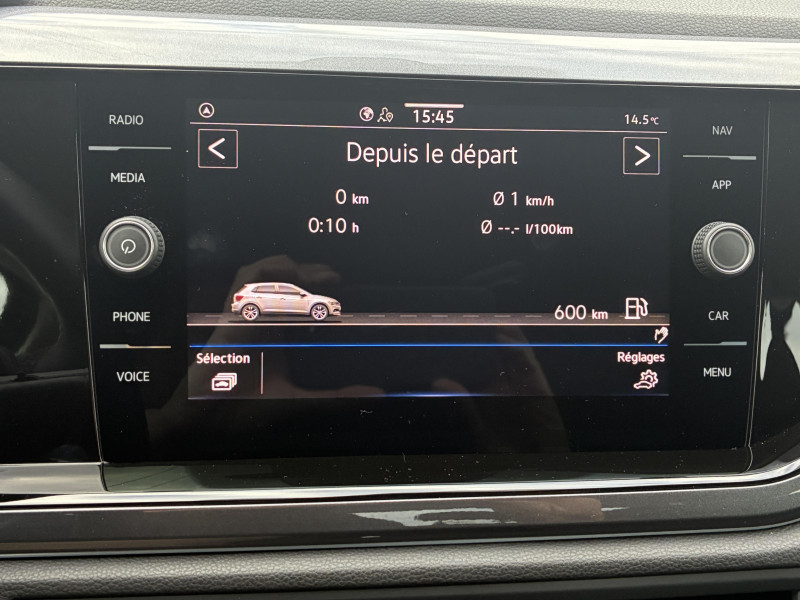 RADIO
MEDIA
PHONE
VOICE
15:45
14.5°C
<
Depuis le départ
>
0 km
Ø 1 km/h
0:10 h
Ø --.- l/100km
600 km
Sélection
Réglages
NAV
APP
CAR
MENU